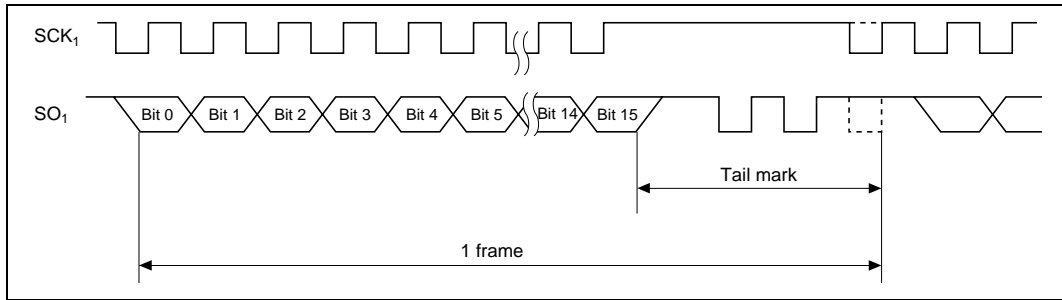 SCK₁
SO₁
Bit 0 Bit 1 Bit 2 Bit 3 Bit 4 Bit 5 Bit 14 Bit 15
Tail mark
1 frame